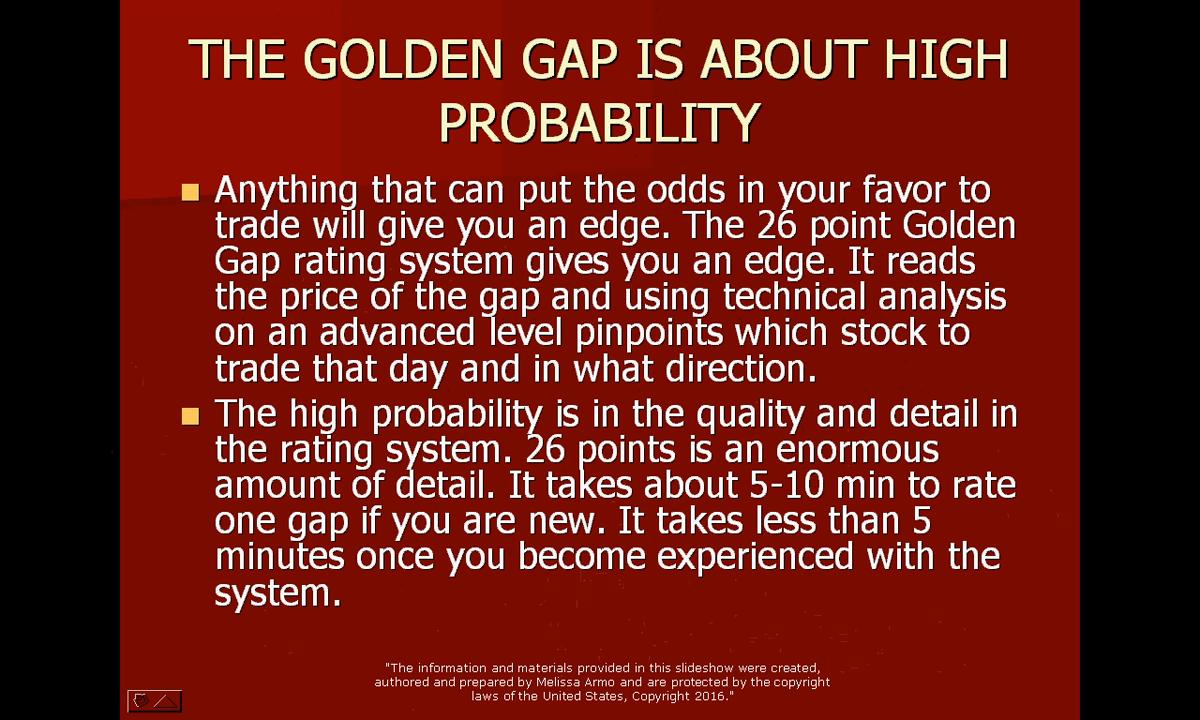 THE GOLDEN GAP IS ABOUT HIGH
PROBABILITY
Anything that can put the odds in your favor to
trade will give you an edge. The 26 point Golden
Gap rating system gives you an edge. It reads
the price of the gap and using technical analysis
on an advanced level pinpoints which stock to
trade that day and in what direction.
The high probability is in the quality and detail in
the rating system. 26 points is an enormous
amount of detail. It takes about 5-10 min to rate
one gap if you are new. It takes less than 5
minutes once you become experienced with the
system.
"The information and materials provided in this slideshow were created,
authored and prepared by Melissa Armo and are protected by the copyright
laws of the United States, Copyright 2016."